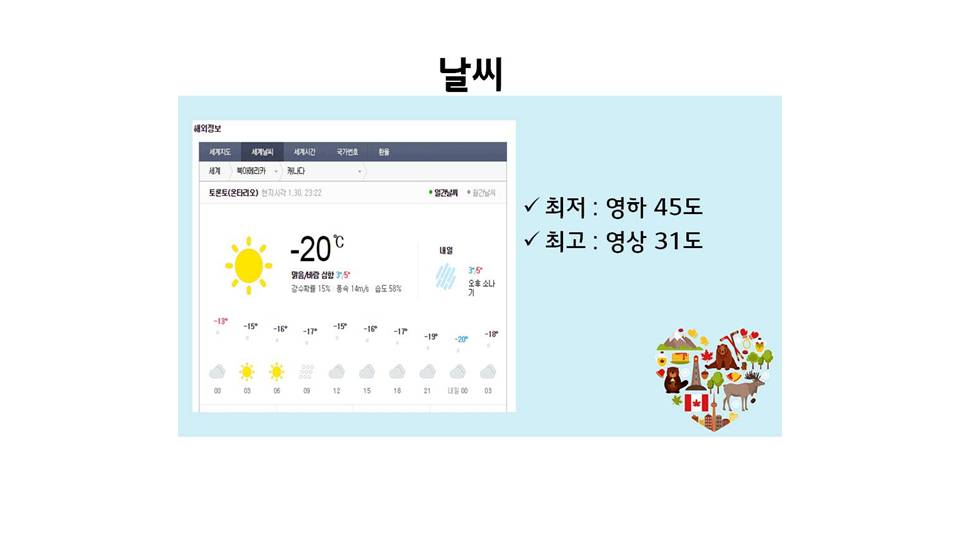 날씨
해외정보
세계지도 세계날씨 세계시간 국가번호 환율
세계 북아메리카 캐나다
토론토(온타리오) 현지시각 1.30, 23:22 일간날씨 월간날씨
-20℃
맑음/바람 심함 3°/5°
강수확률 15% 풍속 14m/s 습도 58%
내일
3°/5°
오후 소나
기
-13° -15° -16° -17° -15° -16° -17° -19° -20° -18°
00 03 06 09 12 15 18 21 내일 00 03
✓ 최저 : 영하 45도
✓ 최고 : 영상 31도